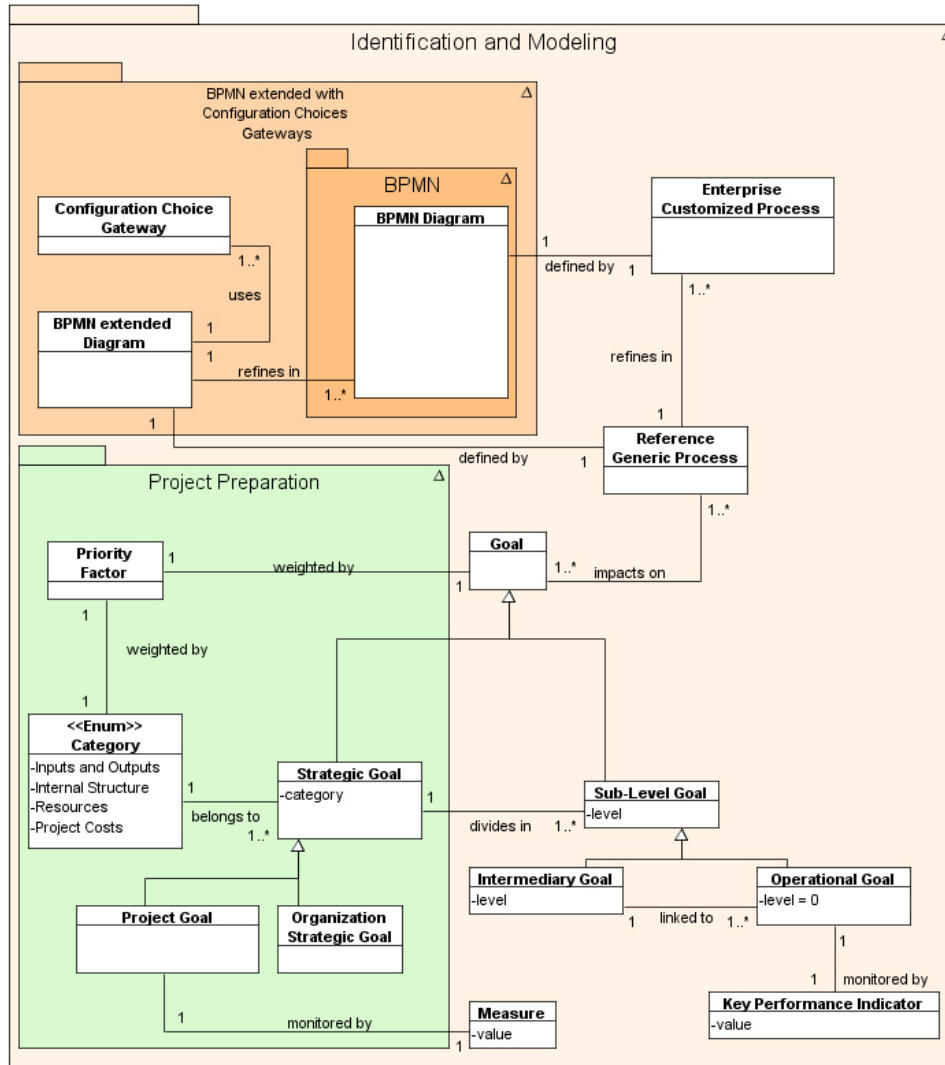 Identification and Modeling
Δ
BPMN extended with
Configuration Choices
Gateways
Δ
BPMN
Δ
Configuration Choice
Gateway
1..*
uses
1
BPMN extended
Diagram
1
refines in
1..*
1
BPMN Diagram
1
defined by
1
Enterprise
Customized Process
1..*
refines in
1
Reference
Generic Process
defined by
1
1..*
Project Preparation
Δ
Priority
Factor
1
weighted by
1
Goal
1..*
impacts on
1
weighted by
1
<<Enum>>
Category
-Inputs and Outputs
-Internal Structure
-Resources
-Project Costs
1
belongs to
1..*
Strategic Goal
-category
1
divides in
1..*
Sub-Level Goal
-level
Intermediary Goal
-level
1
linked to
1..*
Operational Goal
-level = 0
1
1
monitored by
Key Performance Indicator
-value
Project Goal
Organization
Strategic Goal
1
monitored by
1
Measure
-value